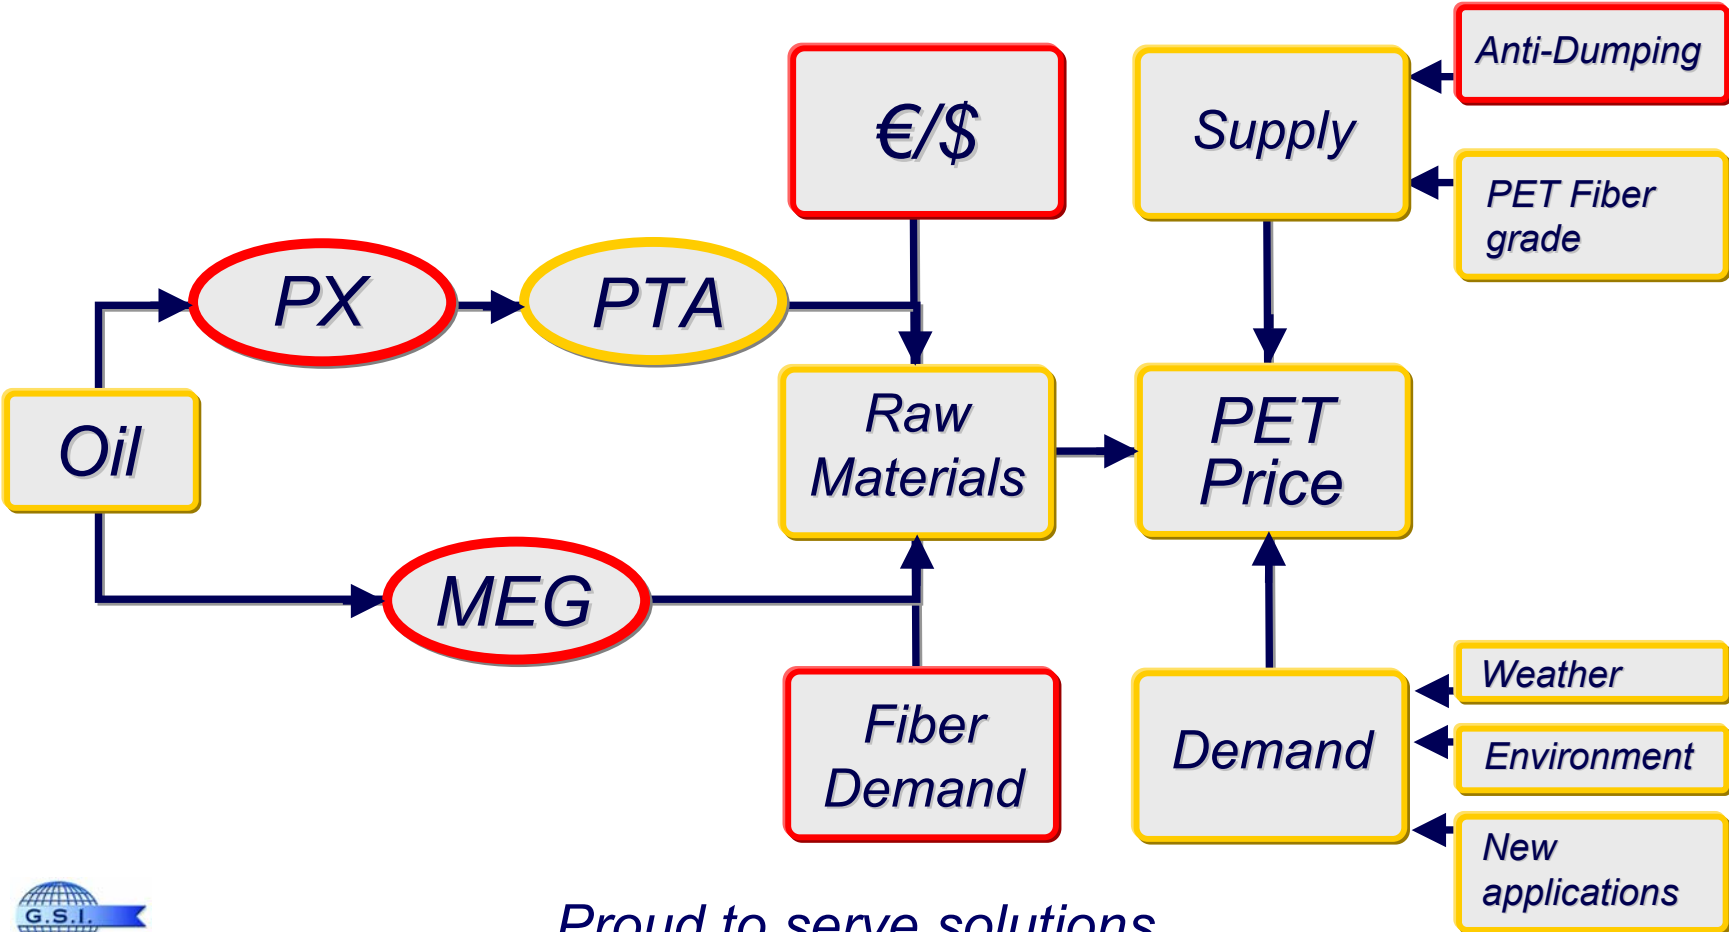 €/$
Supply
Anti-Dumping
PET Fiber
grade
PX
PTA
Oil
Raw
Materials
PET
Price
MEG
Fiber
Demand
Demand
Weather
Environment
New
applications
G.S.I.
Proud to serve solutions